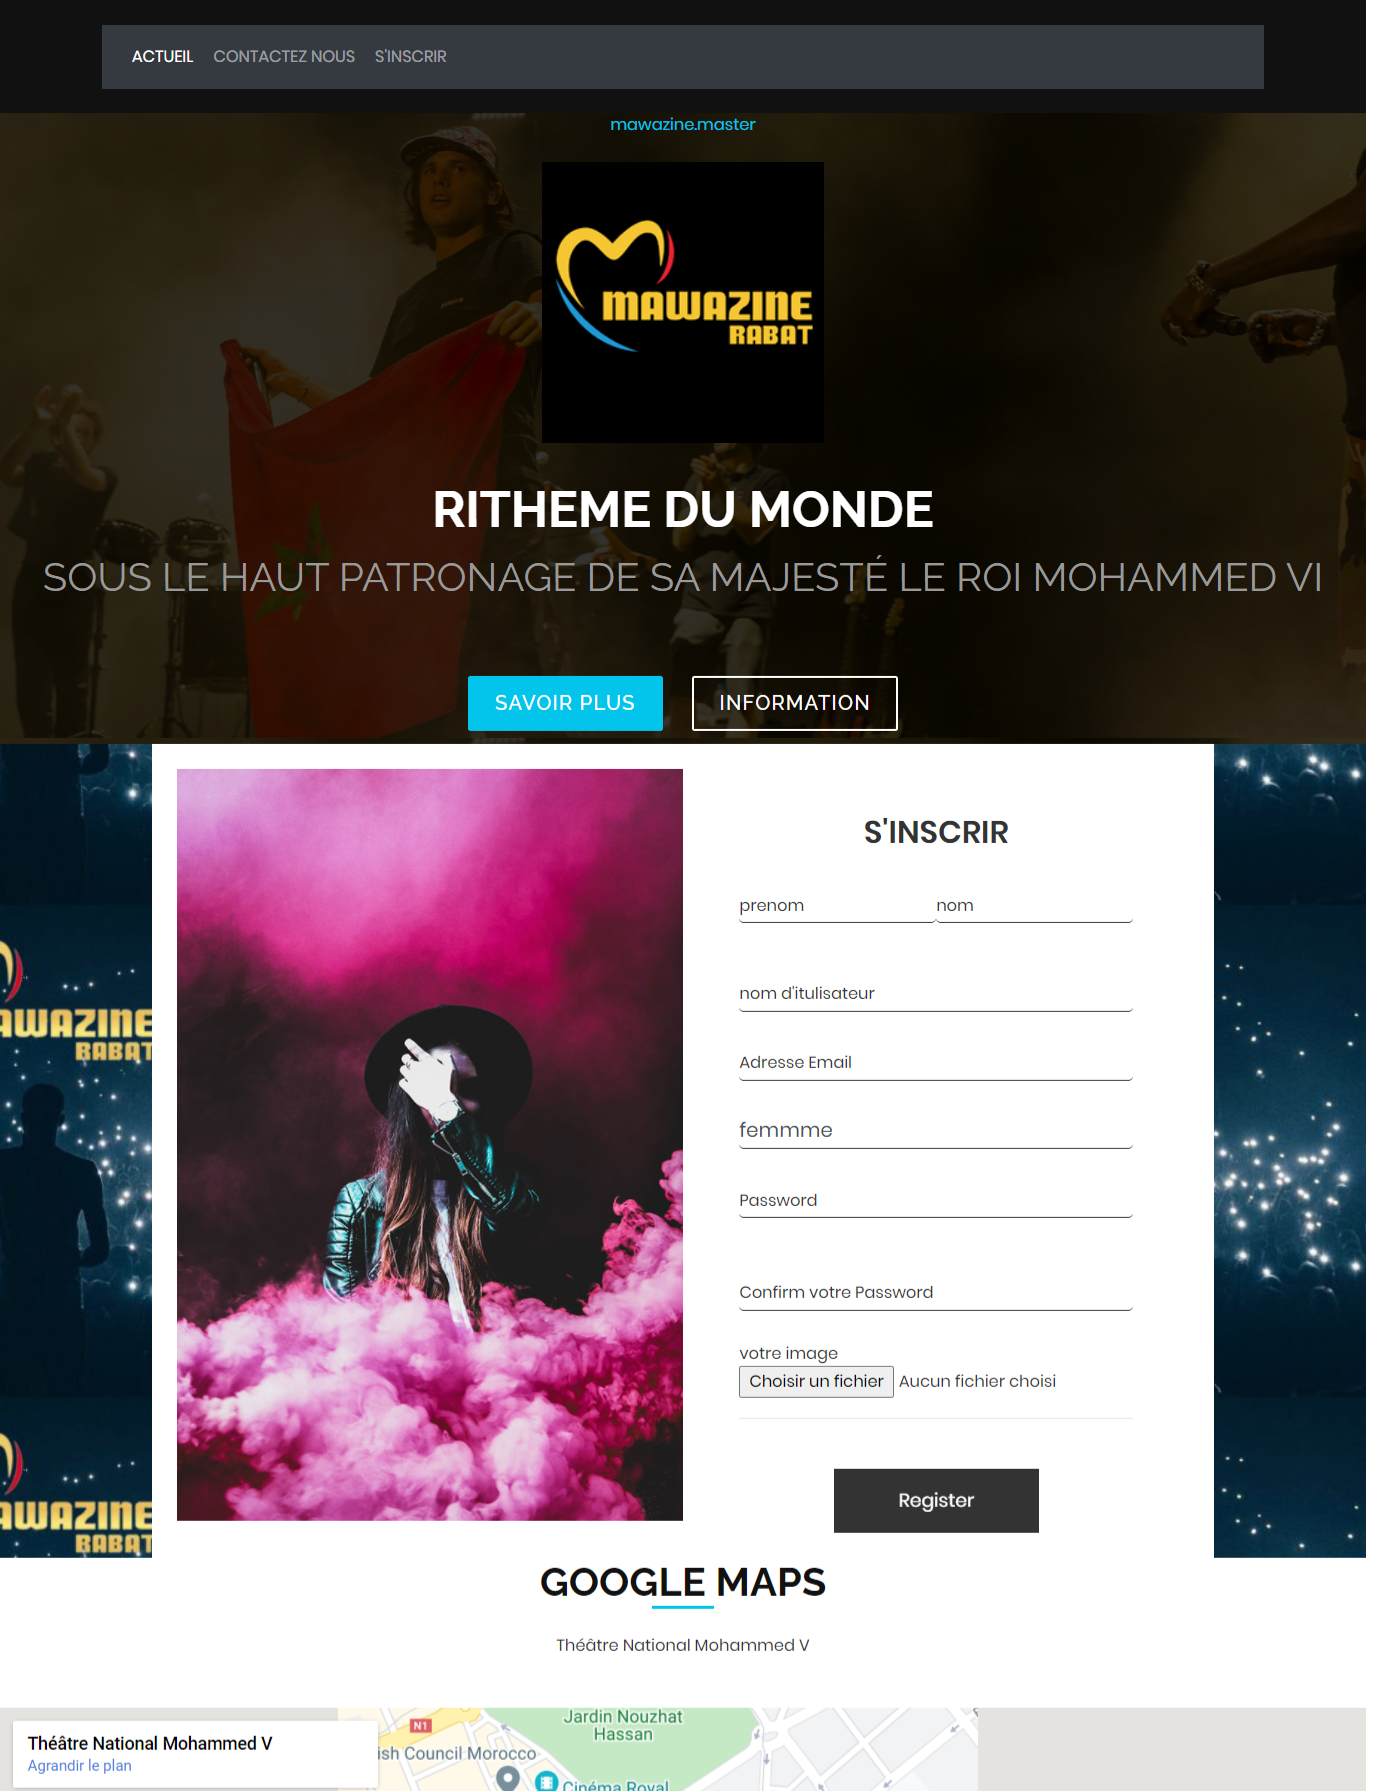 ACTUEIL CONTACTEZ NOUS S'INSCRIR
mawazine.master
MAWAZINE
RABAT
RITHEME DU MONDE
SOUS LE HAUT PATRONAGE DE SA MAJESTÉ LE ROI MOHAMMED VI
SAVOIR PLUS INFORMATION
S'INSCRIR
prenom nom
nom d'itulisateur
Adresse Email
femmme
Password
Confirm votre Password
votre image
Choisir un fichier Aucun fichier choisi
Register
AWAZINE
RABAT
AWAZINE
RABAT
GOOGLE MAPS
Théâtre National Mohammed V
Théâtre National Mohammed V
Agrandir le plan
N1
Jardin Nouzhat
Hassan
ish Council Morocco
Cinéma Royal